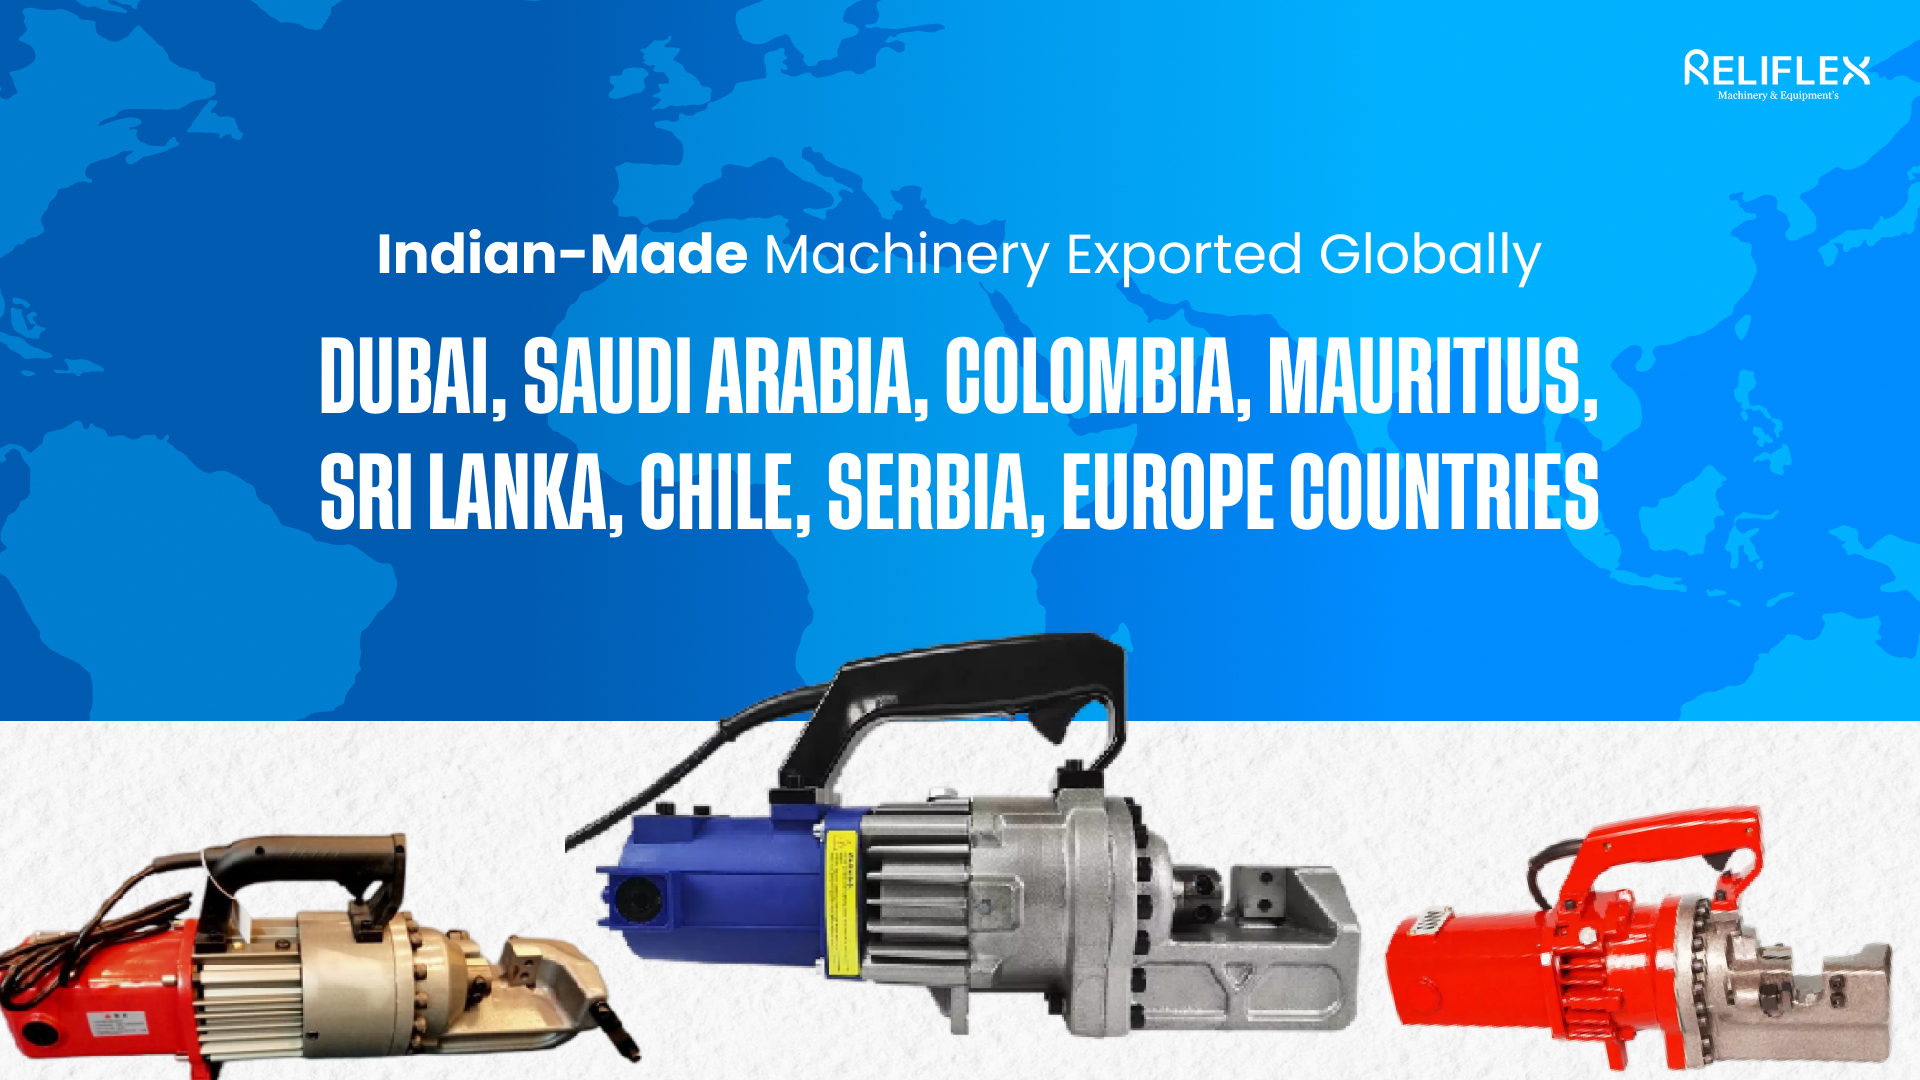 RELIFLEX
Machinery & Equipment's
Indian-Made Machinery Exported Globally
DUBAI, SAUDI ARABIA, COLOMBIA, MAURITIUS,
SRI LANKA, CHILE, SERBIA, EUROPE COUNTRIES